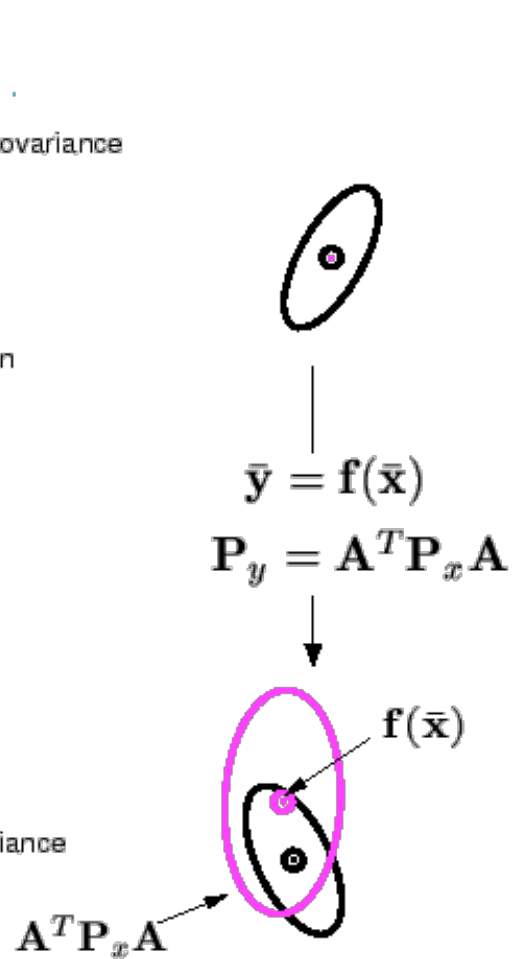 ovariance
n
ȳ = f(x̄)
P_y = A^T P_x A
f(x̄)
iance
A^T P_x A